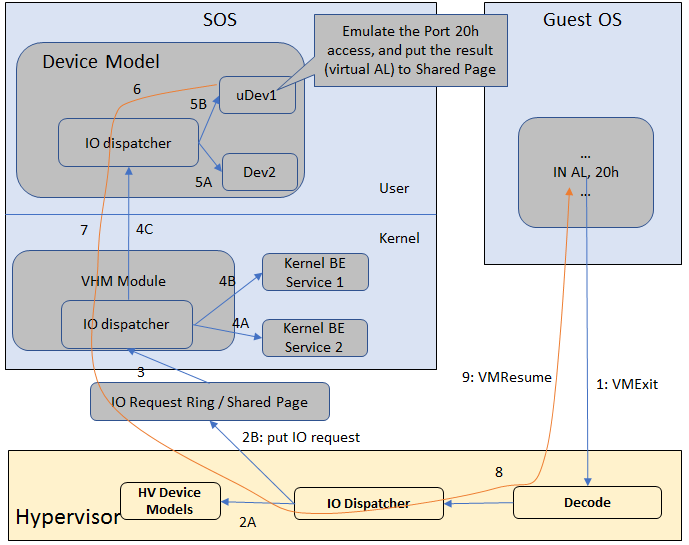 SOS
Guest OS
Device Model
Emulate the Port 20h
access, and put the result
(virtual AL) to Shared Page
6
uDev1
5B
IO dispatcher
...
IN AL, 20h
...
Dev2
5A
User
7
4C
Kernel
VHM Module
4B
Kernel BE
Service 1
IO dispatcher
4A
Kernel BE
Service 2
3
9: VMResume
1: VMExit
IO Request Ring / Shared Page
2B: put IO request
8
HV Device
Models
IO Dispatcher
Decode
Hypervisor
2A